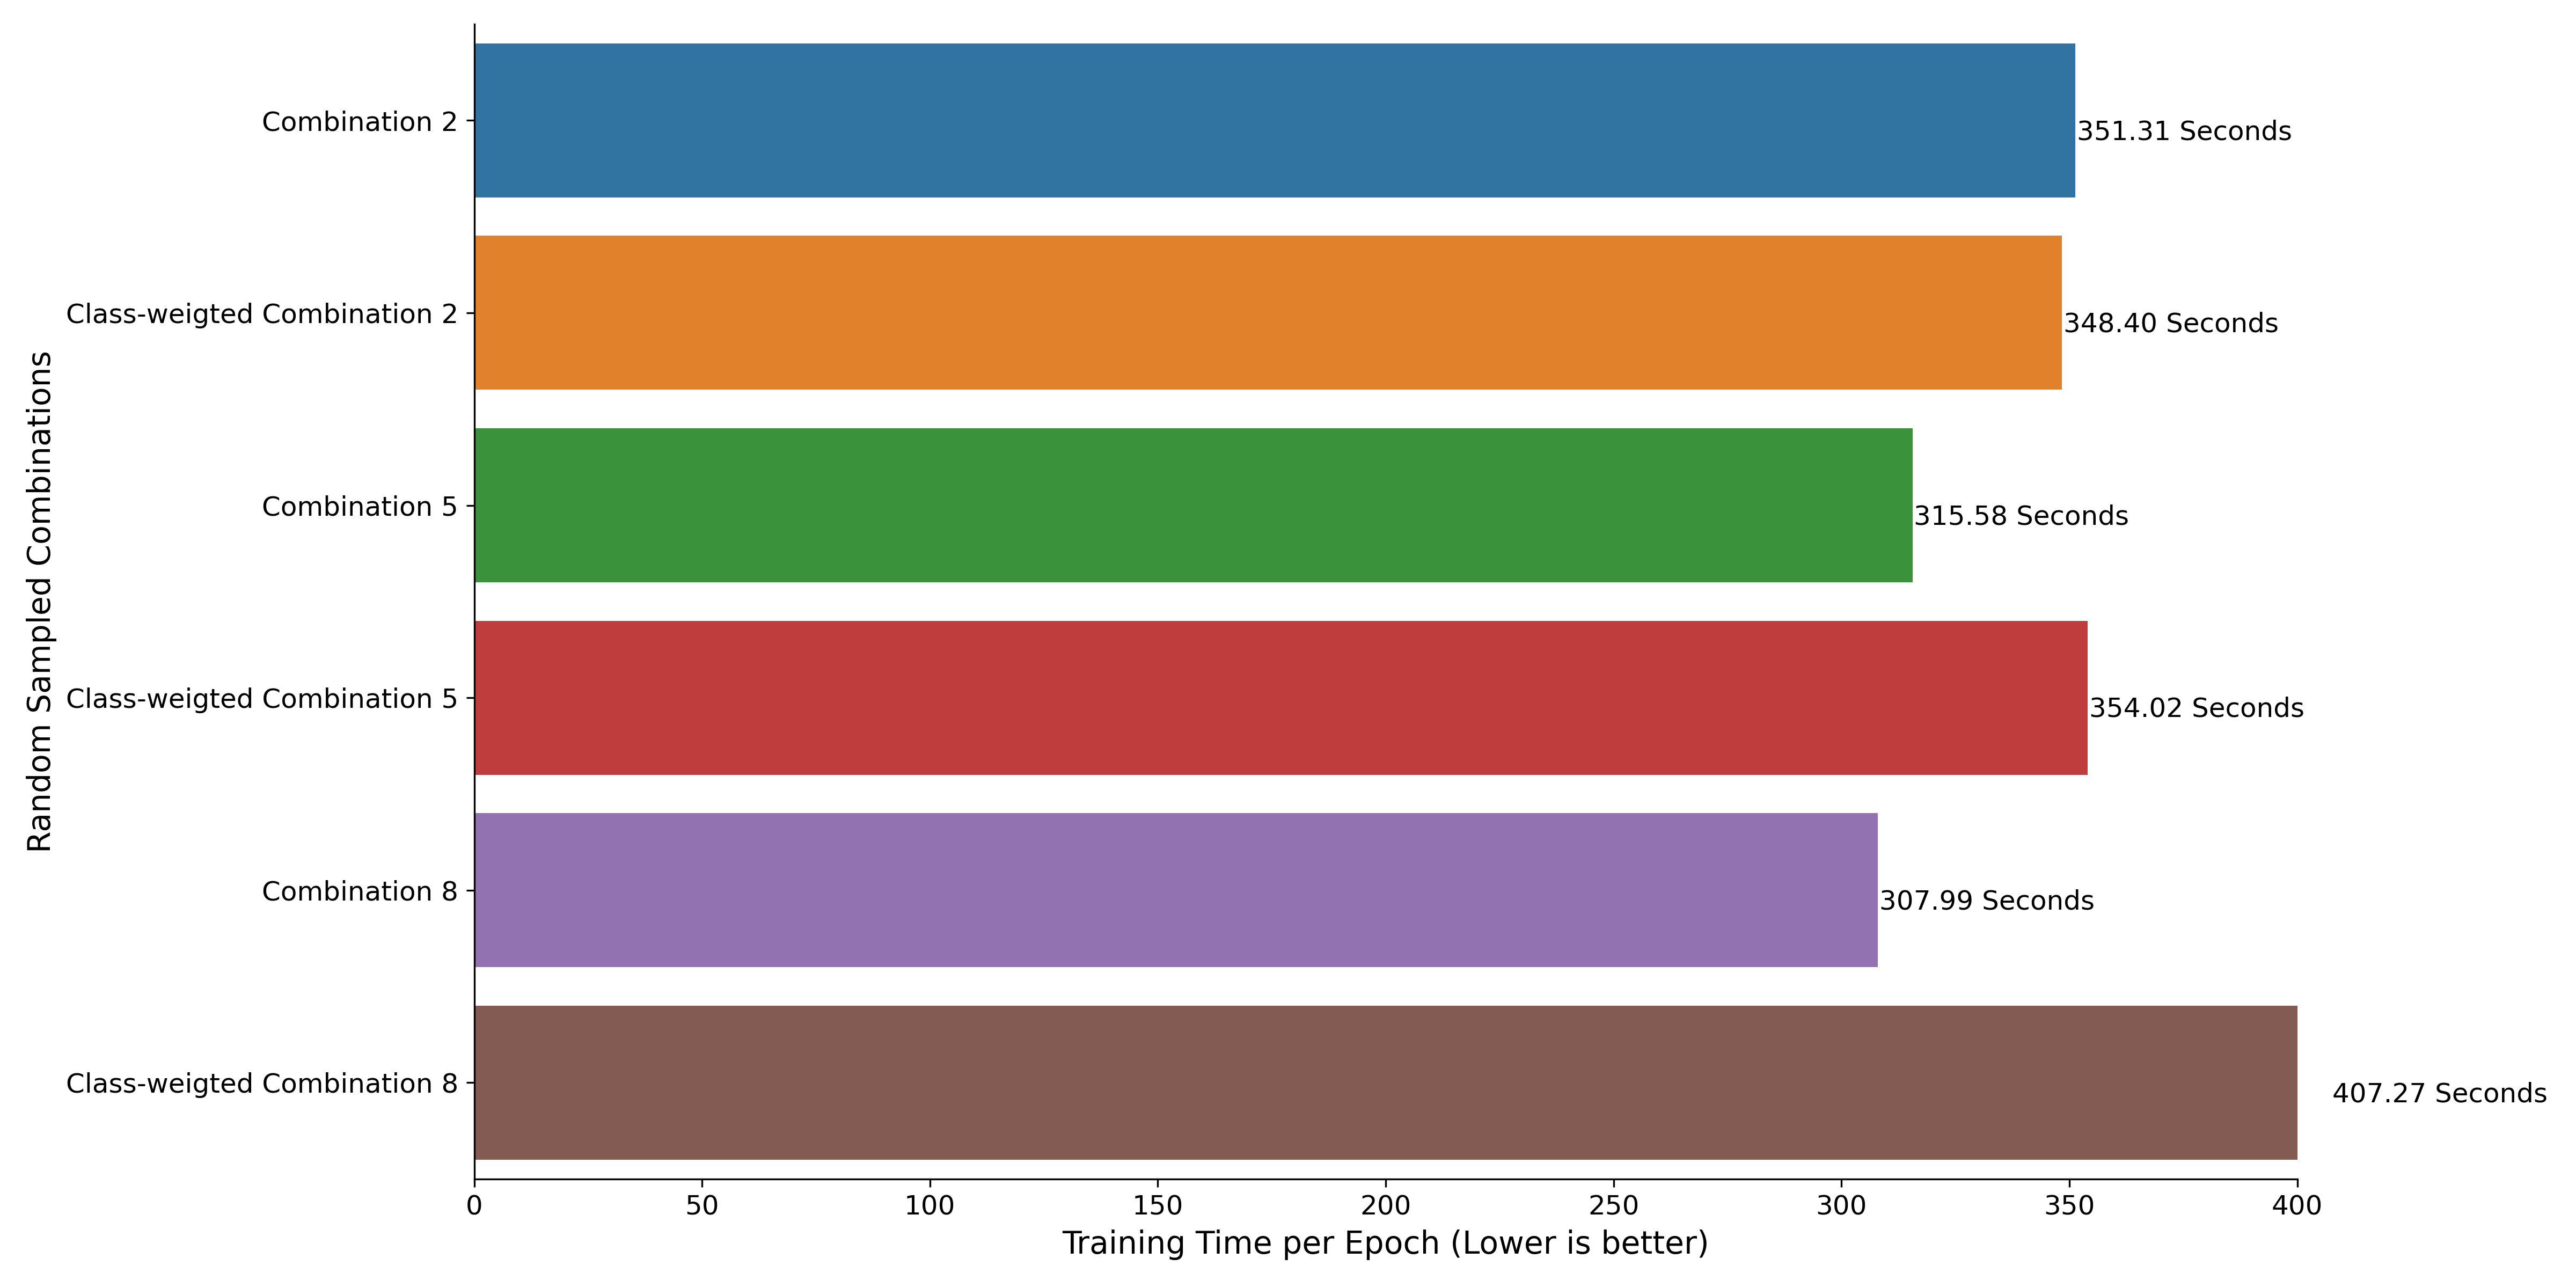 Random Sampled Combinations
Combination 2
351.31 Seconds
Class-weigted Combination 2
348.40 Seconds
Combination 5
315.58 Seconds
Class-weigted Combination 5
354.02 Seconds
Combination 8
307.99 Seconds
Class-weigted Combination 8
407.27 Seconds
0 50 100 150 200 250 300 350 400
Training Time per Epoch (Lower is better)